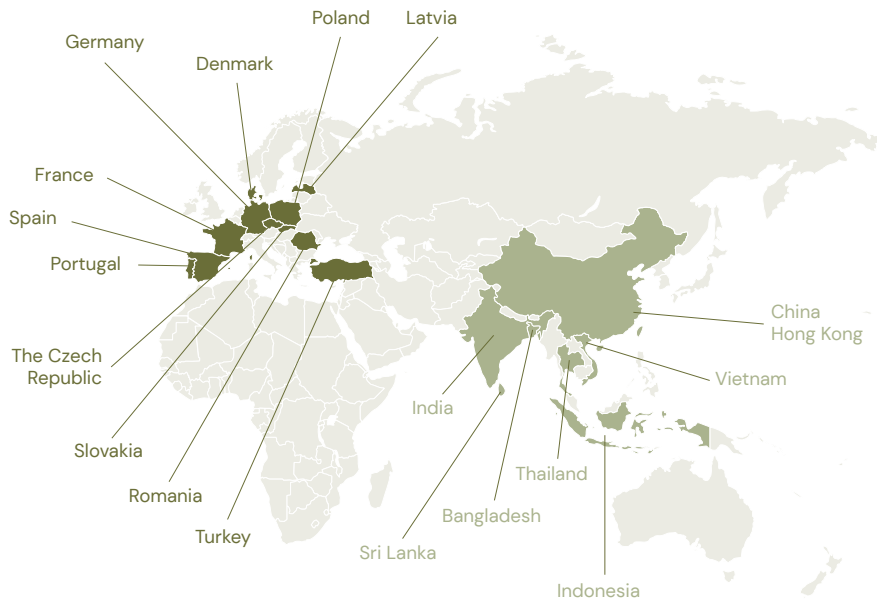 Poland
Latvia
Germany
Denmark
France
Spain
Portugal
China
Hong Kong
The Czech
Republic
Vietnam
India
Slovakia
Thailand
Romania
Bangladesh
Turkey
Sri Lanka
Indonesia